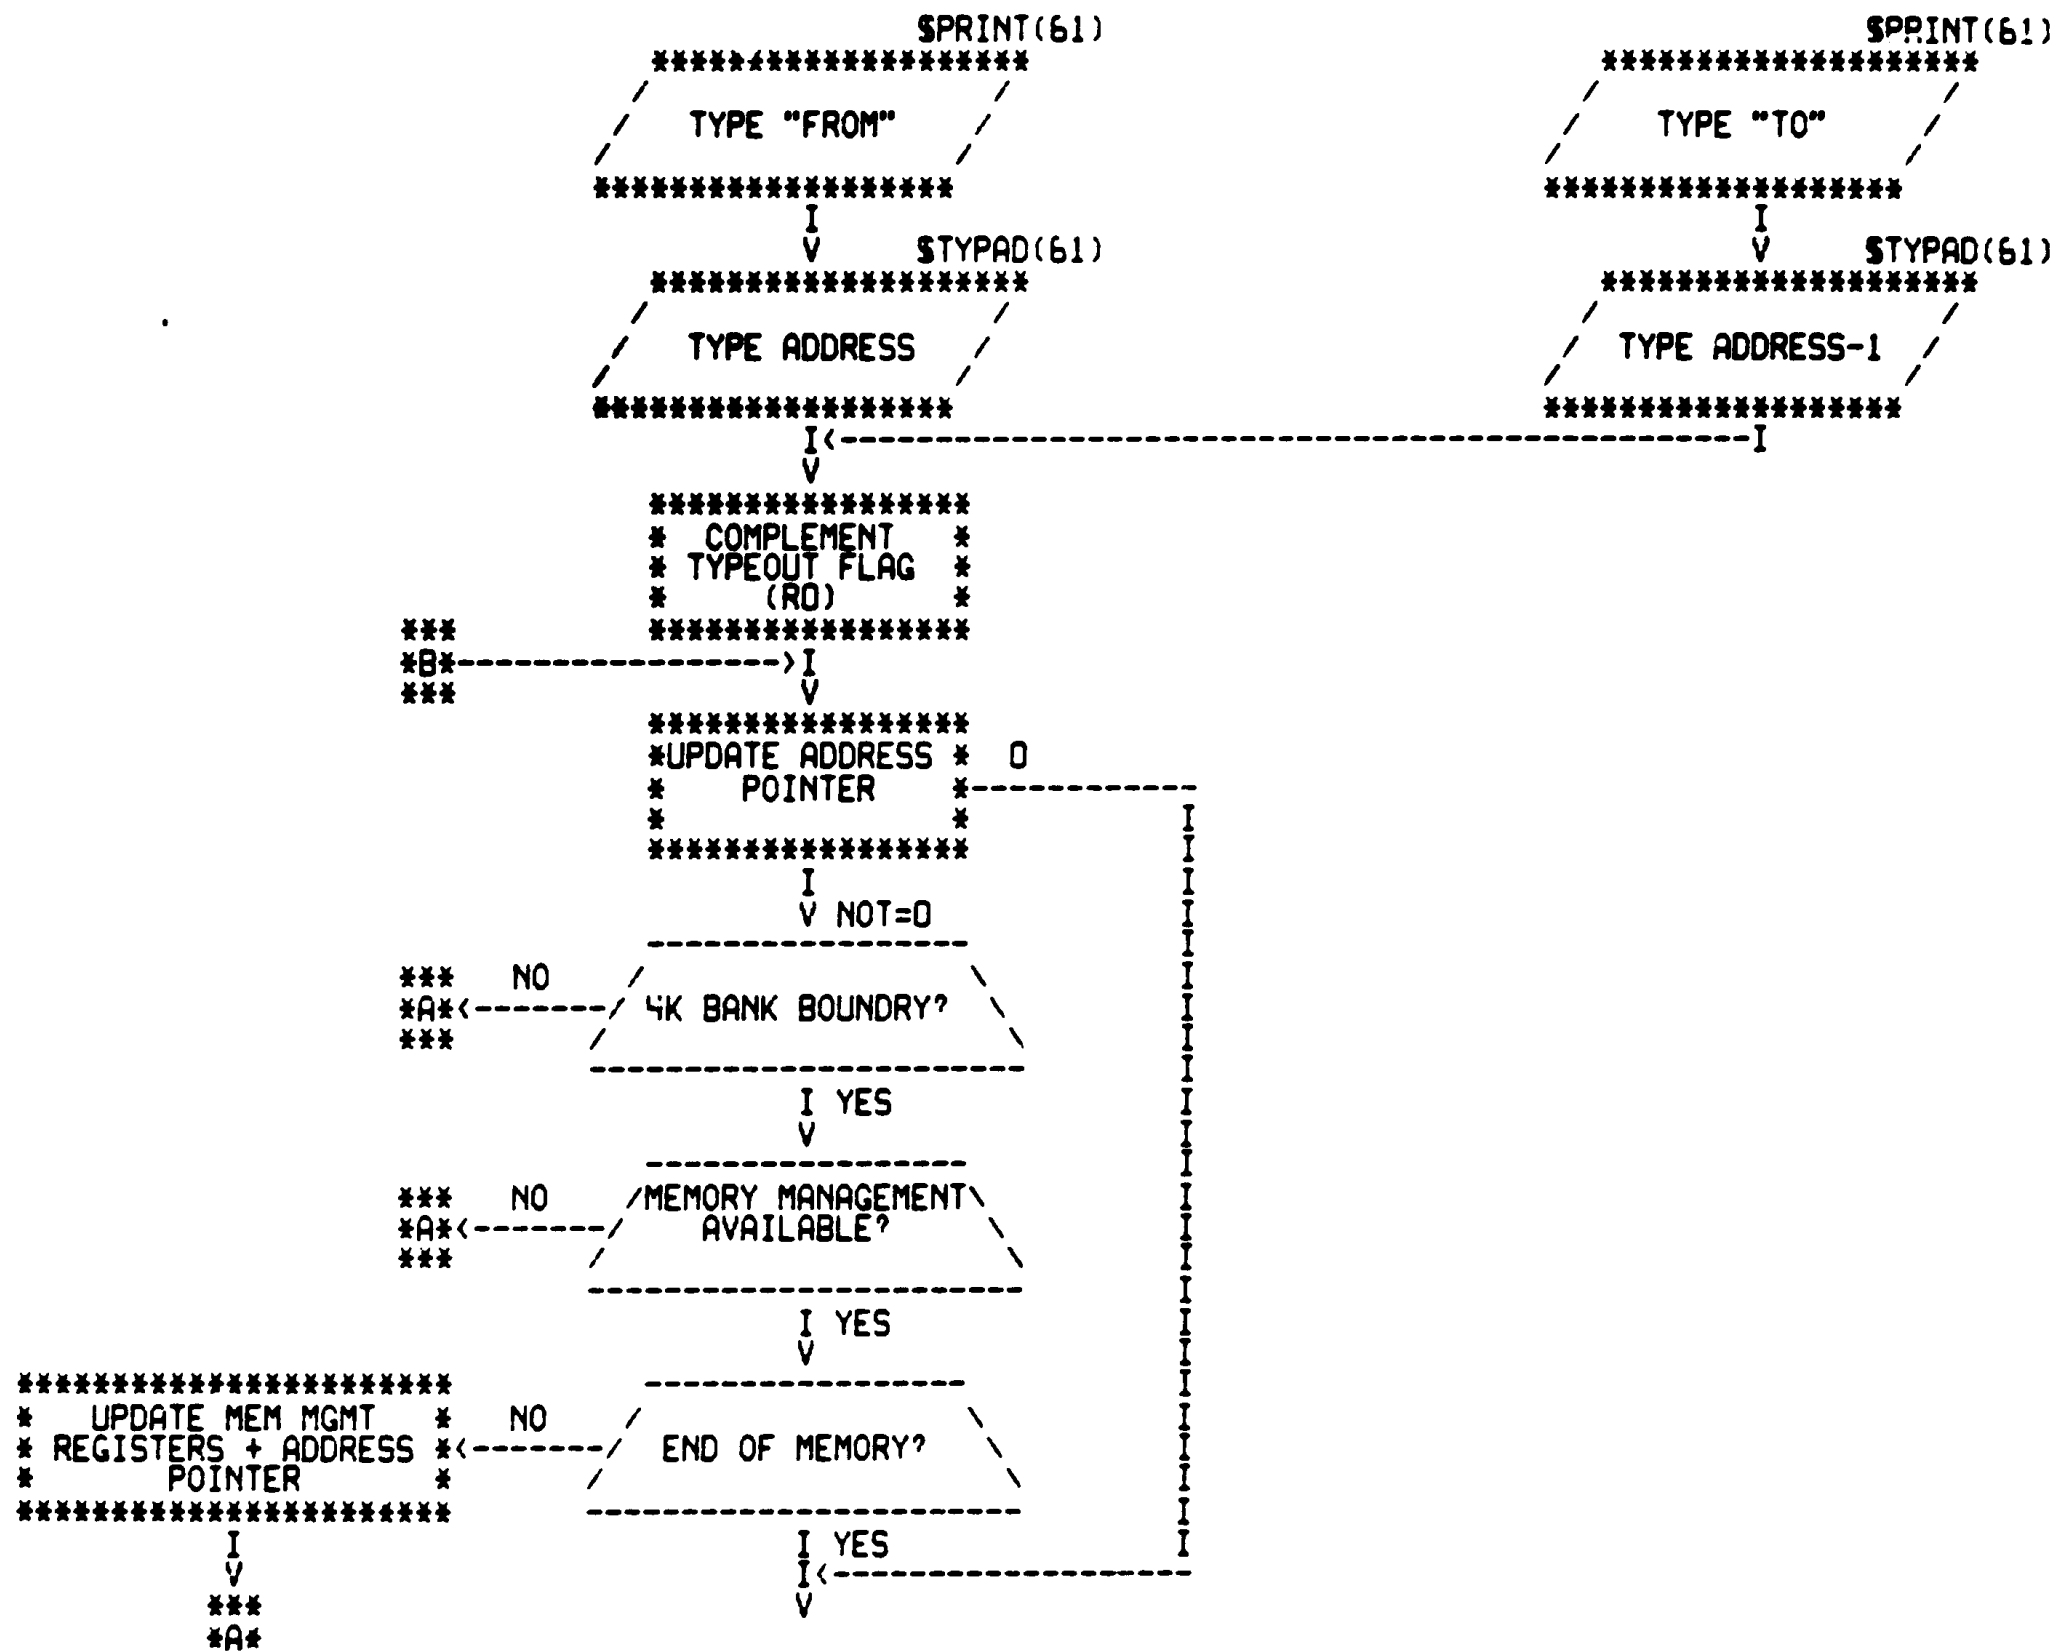 $PRINT(61) $PRINT(61)
TYPE "FROM" TYPE "TO"
I I
V $TYPAD(61) V $TYPAD(61)
TYPE ADDRESS TYPE ADDRESS-1
I<-------------------------------------------------I
V
COMPLEMENT
TYPEOUT FLAG
(R0)
***
*B*----------------->I
*** V
*UPDATE ADDRESS * 0
* POINTER *------------
I
V NOT=0
*** NO
*A*<------- 4K BANK BOUNDRY?
***
I YES
V
*** NO MEMORY MANAGEMENT
*A*<------- AVAILABLE?
***
I YES
V
UPDATE MEM MGMT NO
REGISTERS + ADDRESS *<------- END OF MEMORY?
POINTER
I I YES I
V I<-------------------
*** V
*A*